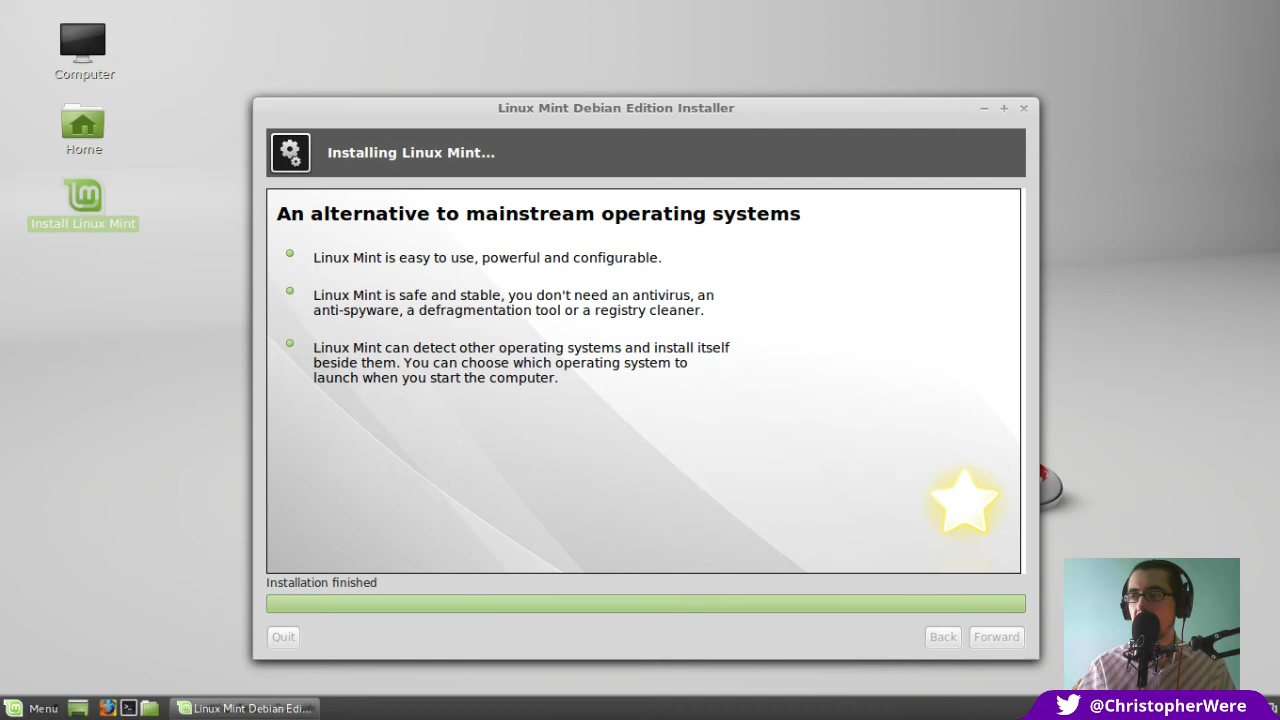 Computer
Home
Install Linux Mint
Linux Mint Debian Edition Installer
Installing Linux Mint...
An alternative to mainstream operating systems
Linux Mint is easy to use, powerful and configurable.
Linux Mint is safe and stable, you don't need an antivirus, an
anti-spyware, a defragmentation tool or a registry cleaner.
Linux Mint can detect other operating systems and install itself
beside them. You can choose which operating system to
launch when you start the computer.
Installation finished
Quit
Back
Forward
Menu
Linux Mint Debian Edi...
@ChristopherWere